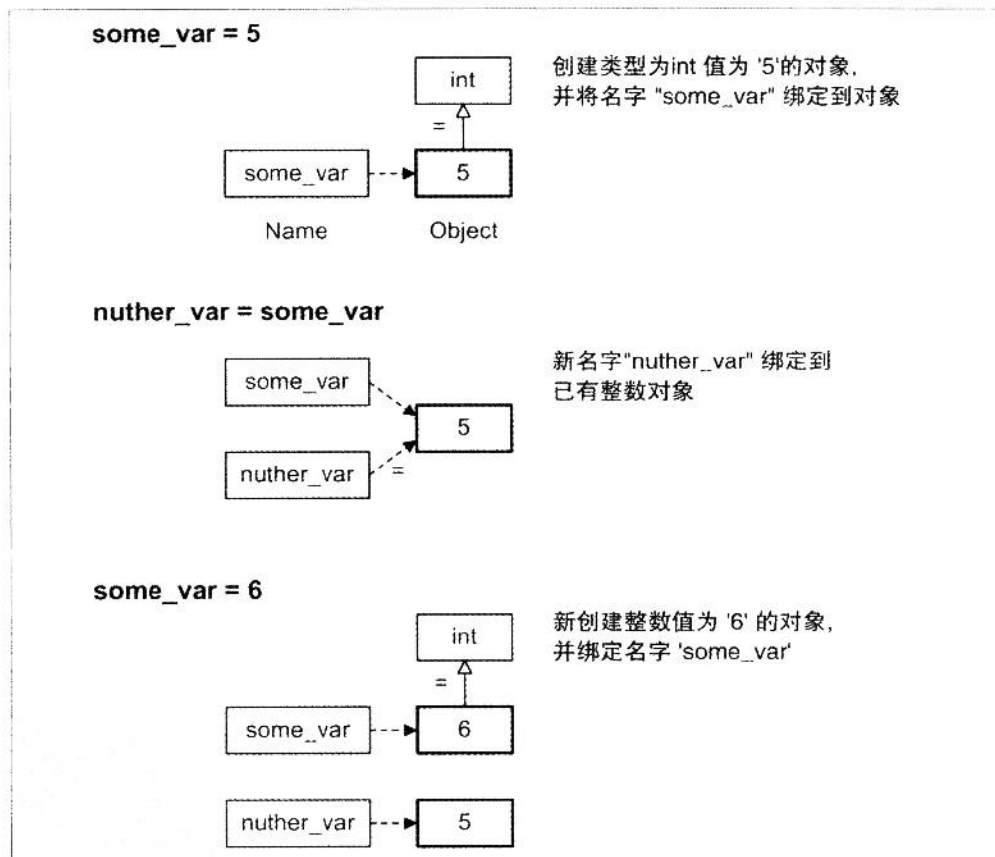 some_var = 5
int
创建类型为int 值为 '5'的对象,
并将名字 "some_var" 绑定到对象
=
some_var
5
Name
Object
nuther_var = some_var
some_var
新名字"nuther_var" 绑定到
已有整数对象
5
nuther_var
=
some_var = 6
int
新创建整数值为 '6' 的对象,
并绑定名字 'some_var'
=
some_var
6
nuther_var
5